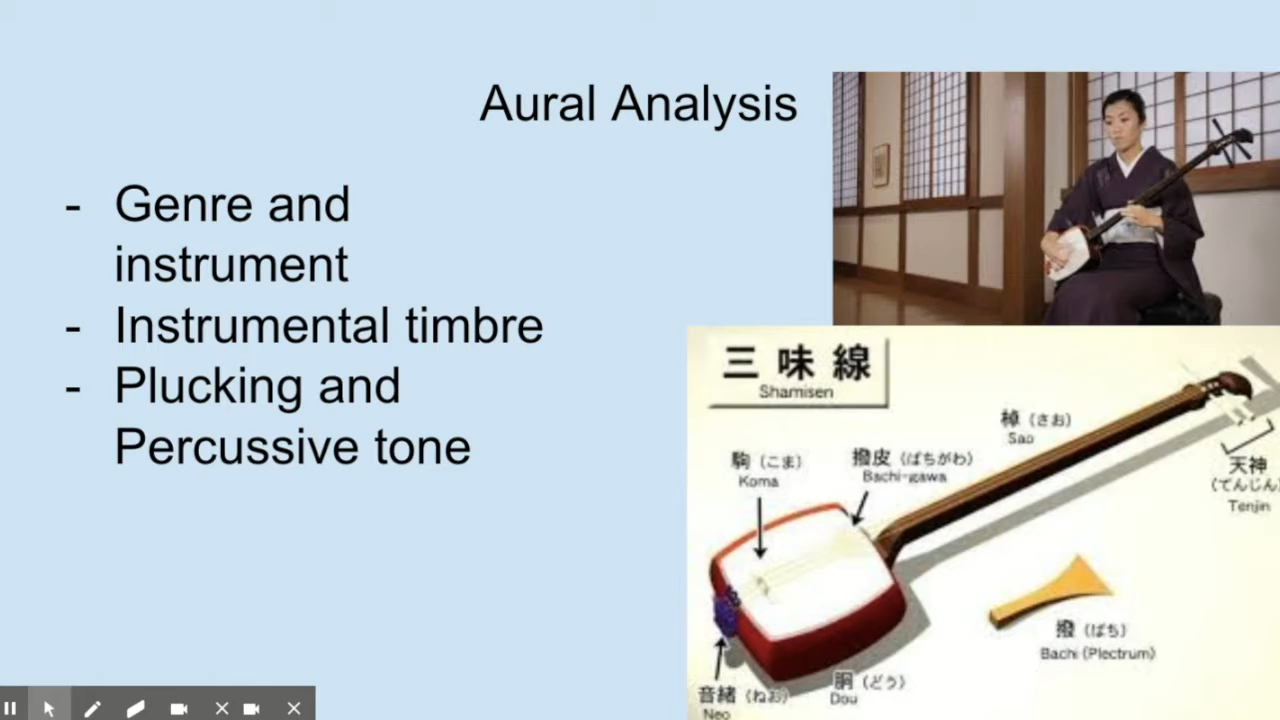 Aural Analysis
- Genre and
instrument
- Instrumental timbre
- Plucking and
Percussive tone
三味線
Shamisen
棹（さお）
Sao
駒（こま）
Koma
撥皮（ばちがわ）
Bachi-gawa
天神
（てんじん）
Tenjin
撥（ばち）
Bachi (Plectrum)
音緒（ねお）
Neo
胴（どう）
Dou